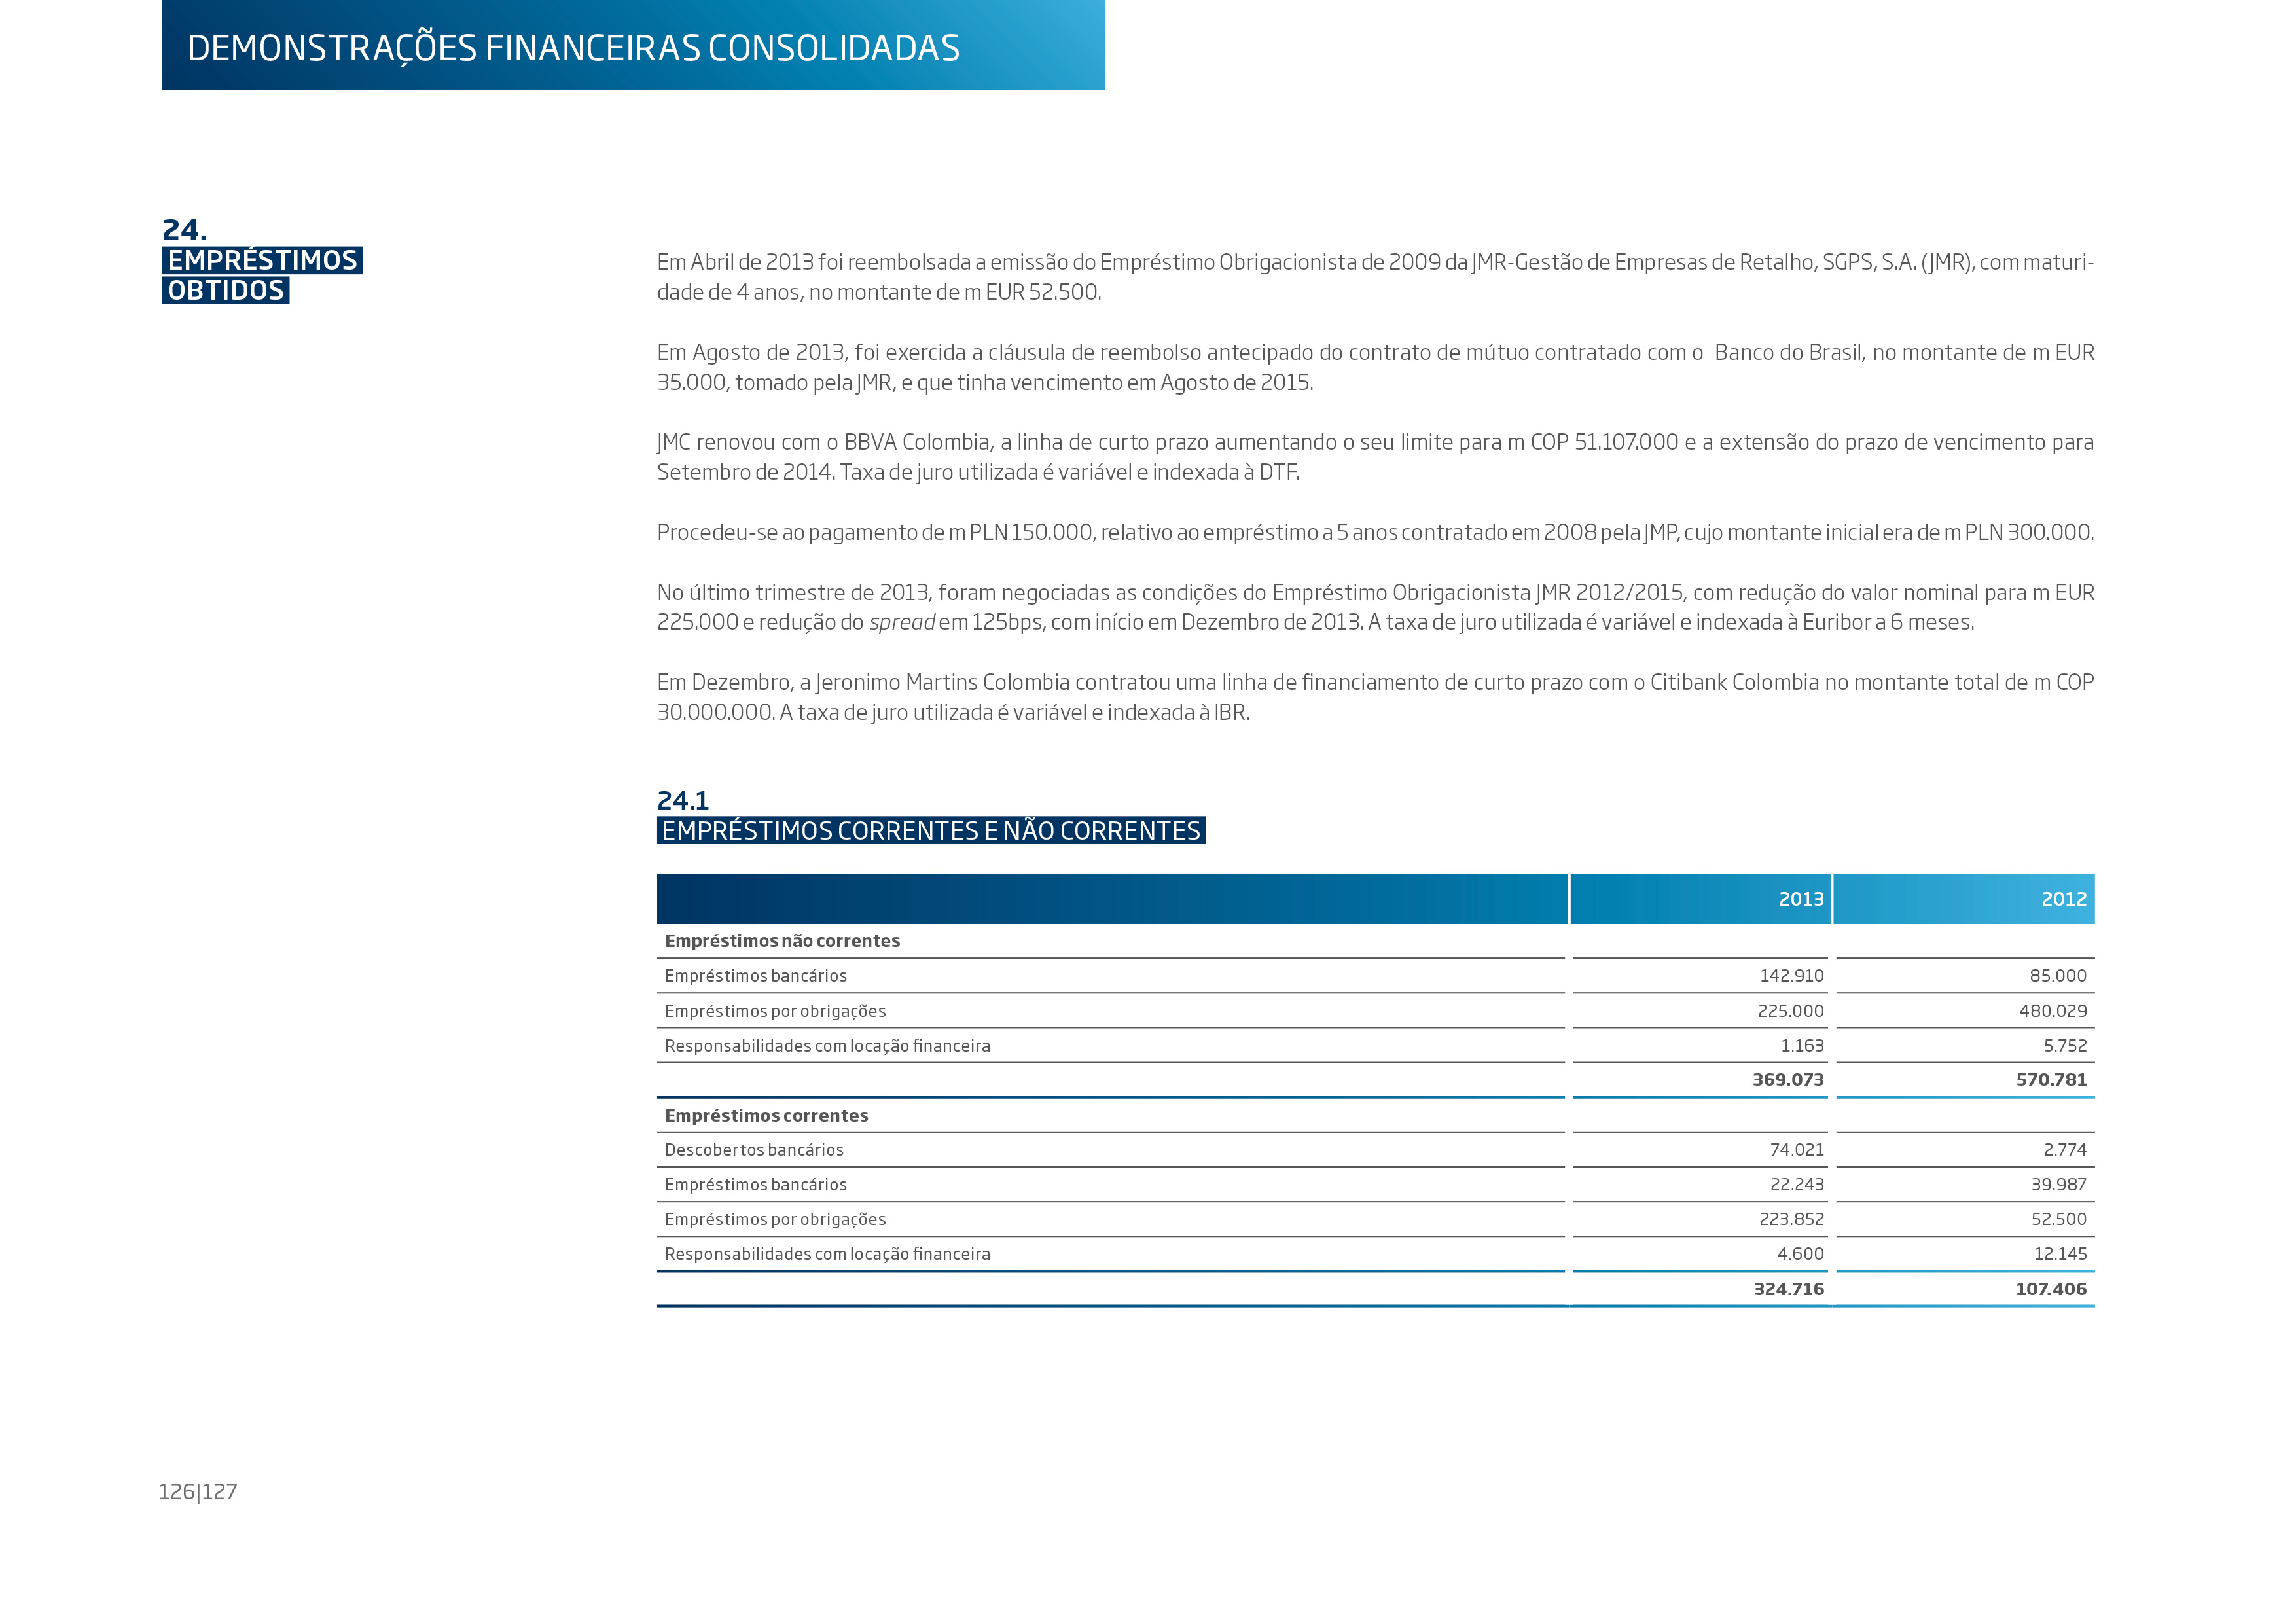 DEMONSTRAÇÕES FINANCEIRAS CONSOLIDADAS
24.
EMPRÉSTIMOS
OBTIDOS
Em Abril de 2013 foi reembolsada a emissão do Empréstimo Obrigacionista de 2009 da JMR-Gestão de Empresas de Retalho, SGPS, S.A. (JMR), com maturi-
dade de 4 anos, no montante de m EUR 52.500.
Em Agosto de 2013, foi exercida a cláusula de reembolso antecipado do contrato de mútuo contratado com o Banco do Brasil, no montante de m EUR
35.000, tomado pela JMR, e que tinha vencimento em Agosto de 2015.
JMC renovou com o BBVA Colombia, a linha de curto prazo aumentando o seu limite para m COP 51.107.000 e a extensão do prazo de vencimento para
Setembro de 2014. Taxa de juro utilizada é variável e indexada à DTF.
Procedeu-se ao pagamento de m PLN 150.000, relativo ao empréstimo a 5 anos contratado em 2008 pela JMP, cujo montante inicial era de m PLN 300.000.
No último trimestre de 2013, foram negociadas as condições do Empréstimo Obrigacionista JMR 2012/2015, com redução do valor nominal para m EUR
225.000 e redução do spread em 125bps, com início em Dezembro de 2013. A taxa de juro utilizada é variável e indexada à Euribor a 6 meses.
Em Dezembro, a Jeronimo Martins Colombia contratou uma linha de financiamento de curto prazo com o Citibank Colombia no montante total de m COP
30.000.000. A taxa de juro utilizada é variável e indexada à IBR.
24.1
EMPRÉSTIMOS CORRENTES E NÃO CORRENTES
2013 2012
Empréstimos não correntes
Empréstimos bancários 142.910 85.000
Empréstimos por obrigações 225.000 480.029
Responsabilidades com locação financeira 1.163 5.752
369.073 570.781
Empréstimos correntes
Descobertos bancários 74.021 2.774
Empréstimos bancários 22.243 39.987
Empréstimos por obrigações 223.852 52.500
Responsabilidades com locação financeira 4.600 12.145
324.716 107.406
126|127